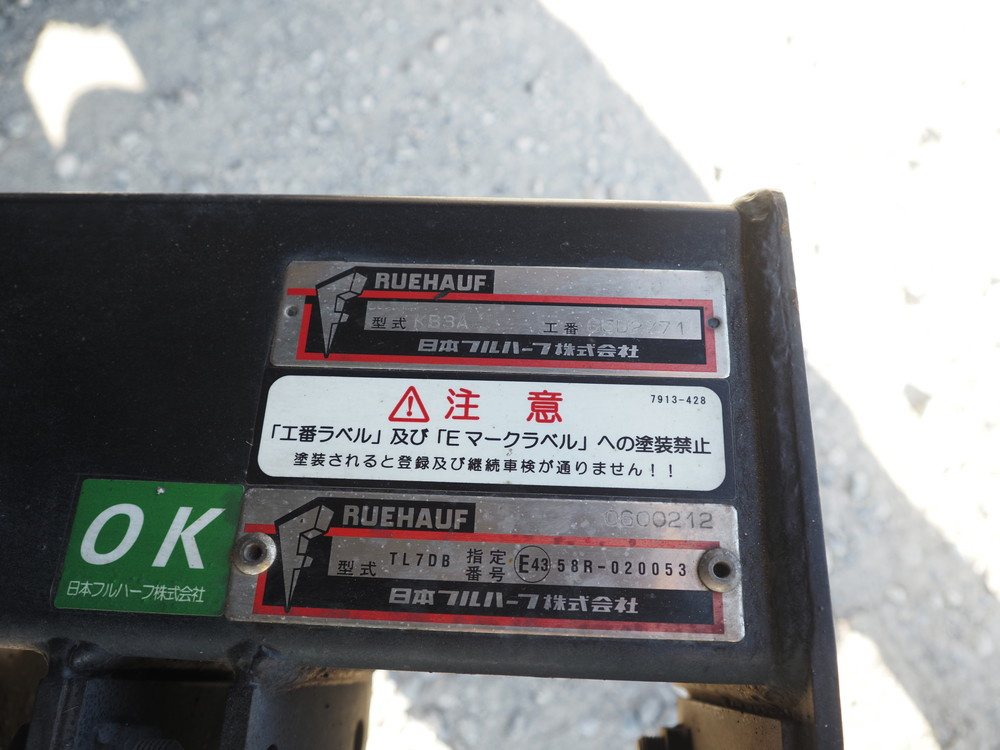 RUEHAUF
型式 KB9A 工番
日本フルハーフ株式会社
注意 7913-428
「工番ラベル」及び「Eマークラベル」への塗装禁止
塗装されると登録及び継続車検が通りません!!
OK
日本フルハーフ株式会社
RUEHAUF 0600212
型式 TL7DB 指定番号 E43 58R-020053
日本フルハーフ株式会社